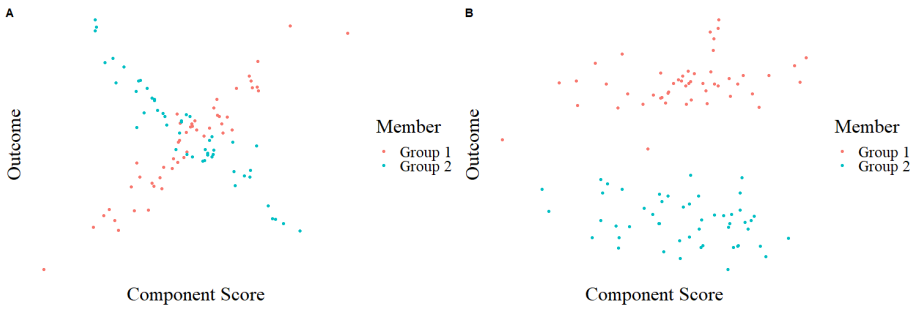 A
Outcome
Component Score
Member
Group 1
Group 2
B
Outcome
Component Score
Member
Group 1
Group 2